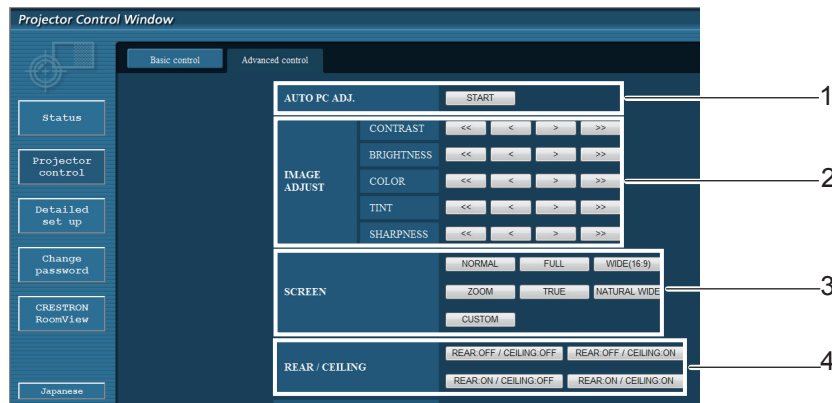 Projector Control Window
Basic control
Advanced control
Status
Projector control
Detailed set up
Change password
CRESTRON RoomView
Japanese
AUTO PC ADJ.
START
1
IMAGE ADJUST
CONTRAST << < > >>
BRIGHTNESS << < > >>
COLOR << < > >>
TINT << < > >>
SHARPNESS << < > >>
2
SCREEN
NORMAL FULL WIDE(16:9)
ZOOM TRUE NATURAL WIDE
CUSTOM
3
REAR / CEILING
REAR:OFF / CEILING:OFF REAR:OFF / CEILING:ON
REAR:ON / CEILING:OFF REAR:ON / CEILING:ON
4